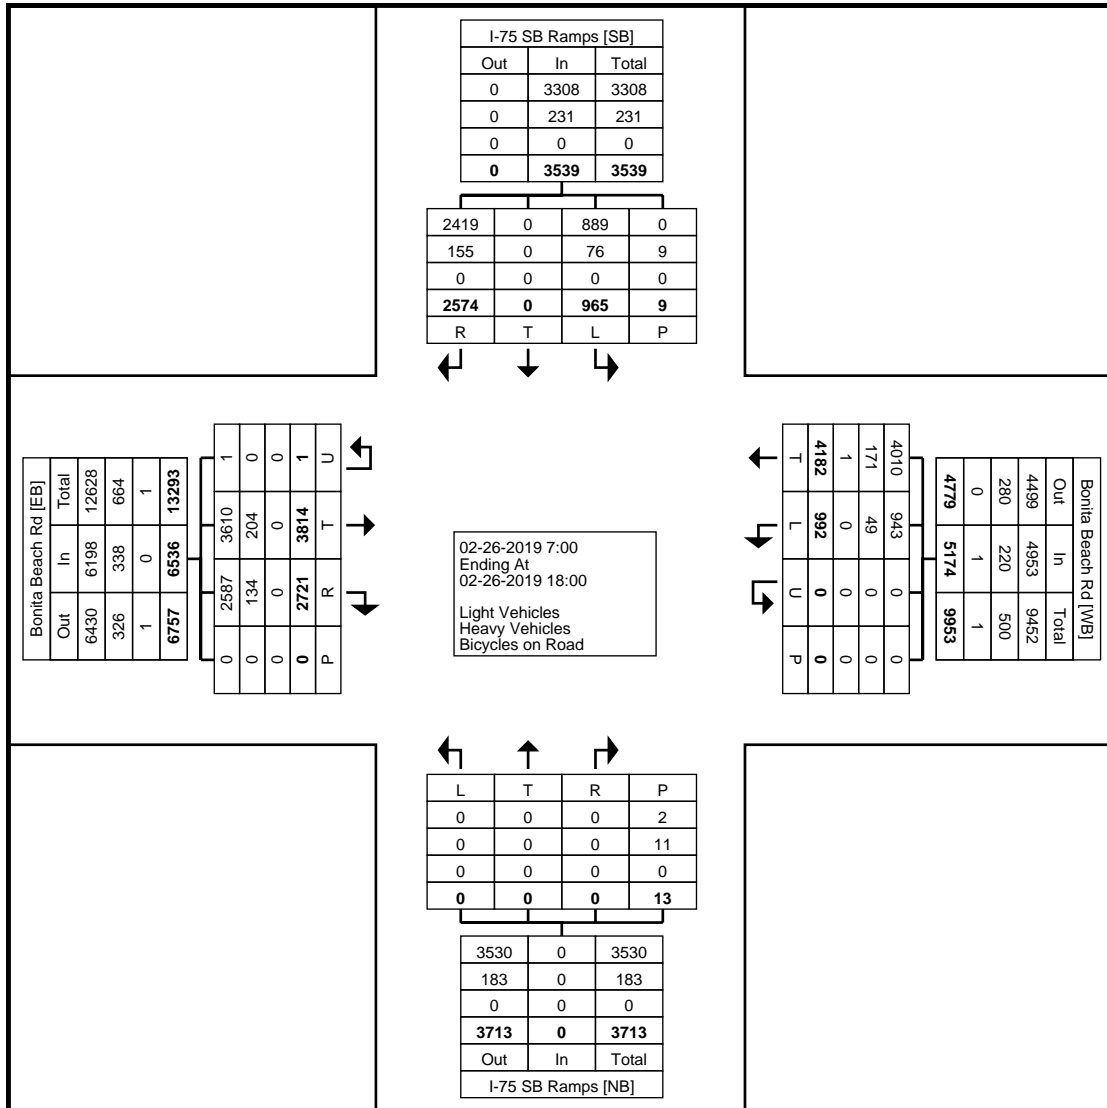 I-75 SB Ramps [SB]
Out In Total
0 3308 3308
0 231 231
0 0 0
0 3539 3539
2419 0 889 0
155 0 76 9
0 0 0 0
2574 0 965 9
R T L P
Bonita Beach Rd [EB]
Total In Out
12628 6198 6430
664 338 326
1 0 1
13293 6536 6757
1 3610 2587 0
0 204 134 0
0 0 0 0
1 3814 2721 0
U T R P
02-26-2019 7:00
Ending At
02-26-2019 18:00
Light Vehicles
Heavy Vehicles
Bicycles on Road
Bonita Beach Rd [WB]
Out In Total
4499 4953 9452
280 220 500
0 1 1
4779 5174 9953
4010 943 0 0
171 49 0 0
1 0 0 0
4182 992 0 0
T L U P
L T R P
0 0 0 2
0 0 0 11
0 0 0 0
0 0 0 13
3530 0 3530
183 0 183
0 0 0
3713 0 3713
Out In Total
I-75 SB Ramps [NB]